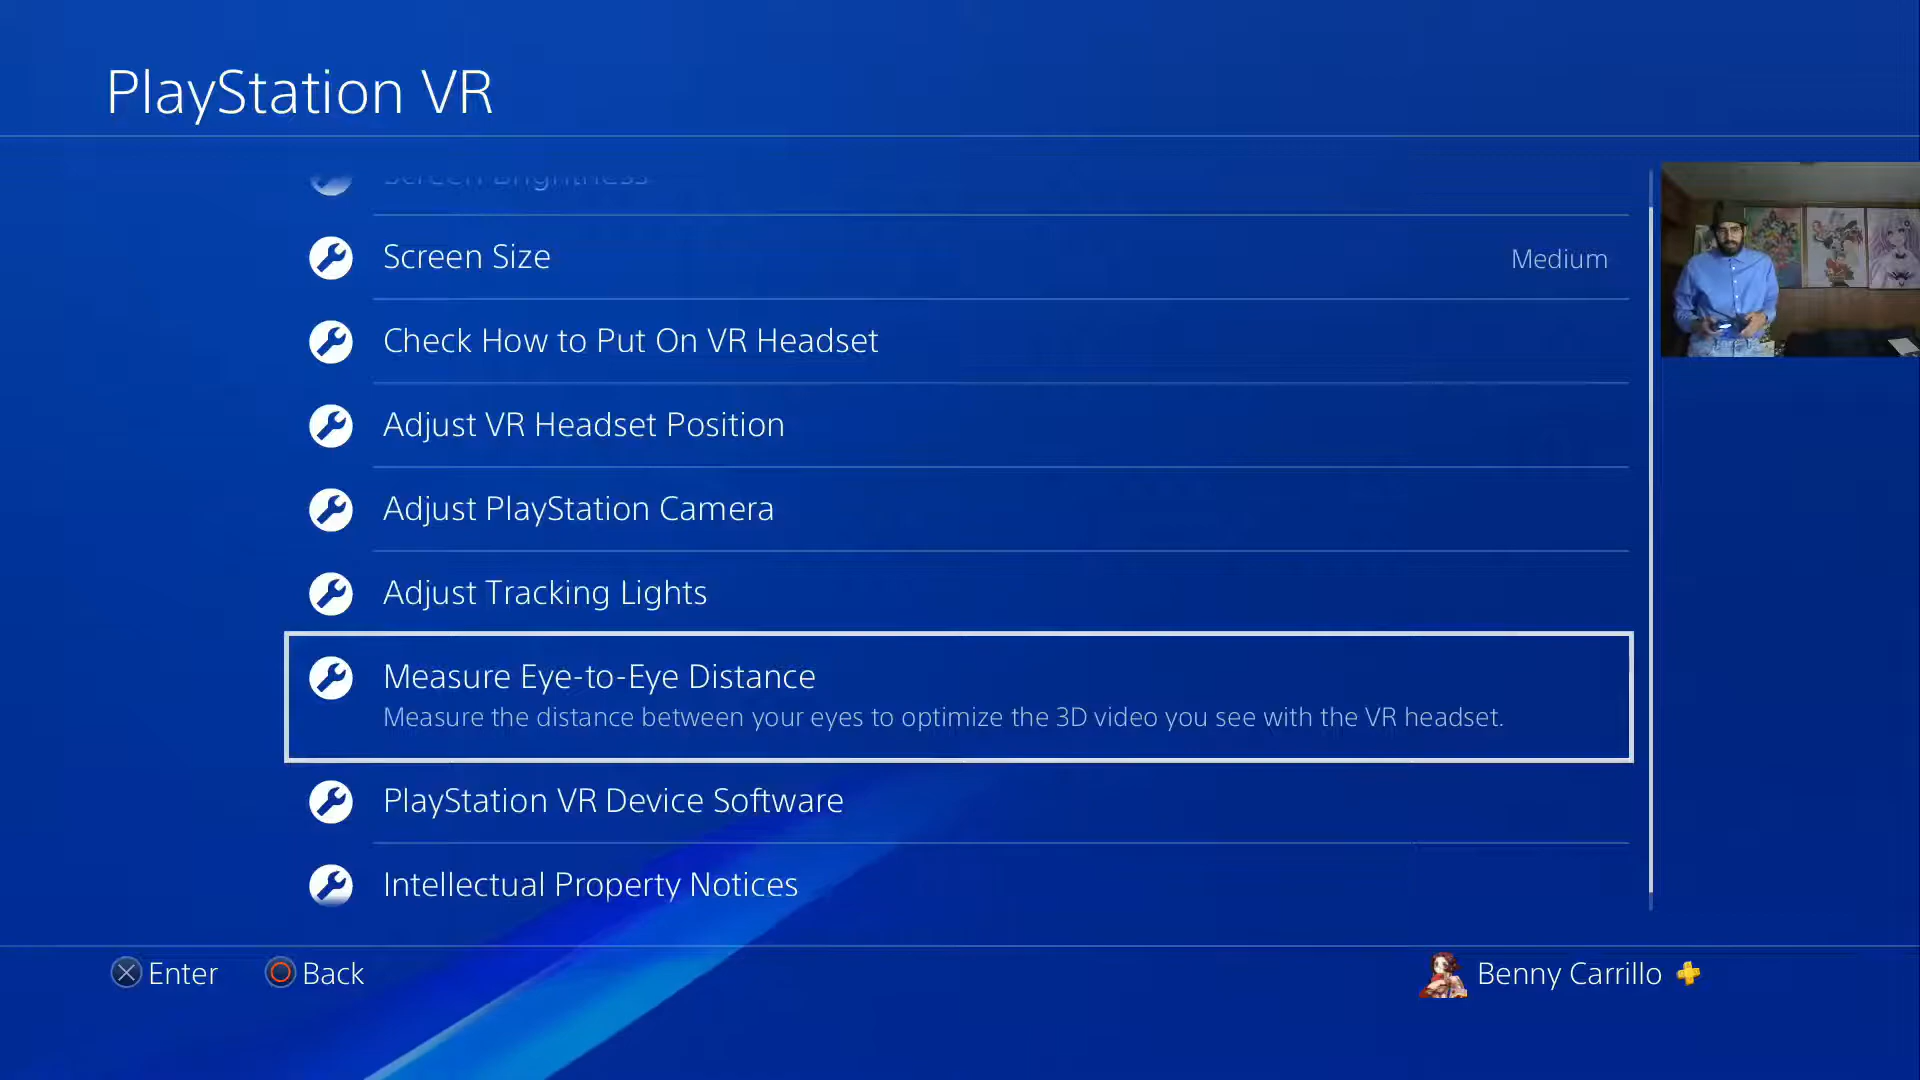 PlayStation VR
Screen Brightness
Screen Size
Medium
Check How to Put On VR Headset
Adjust VR Headset Position
Adjust PlayStation Camera
Adjust Tracking Lights
Measure Eye-to-Eye Distance
Measure the distance between your eyes to optimize the 3D video you see with the VR headset.
PlayStation VR Device Software
Intellectual Property Notices
Enter
Back
Benny Carrillo